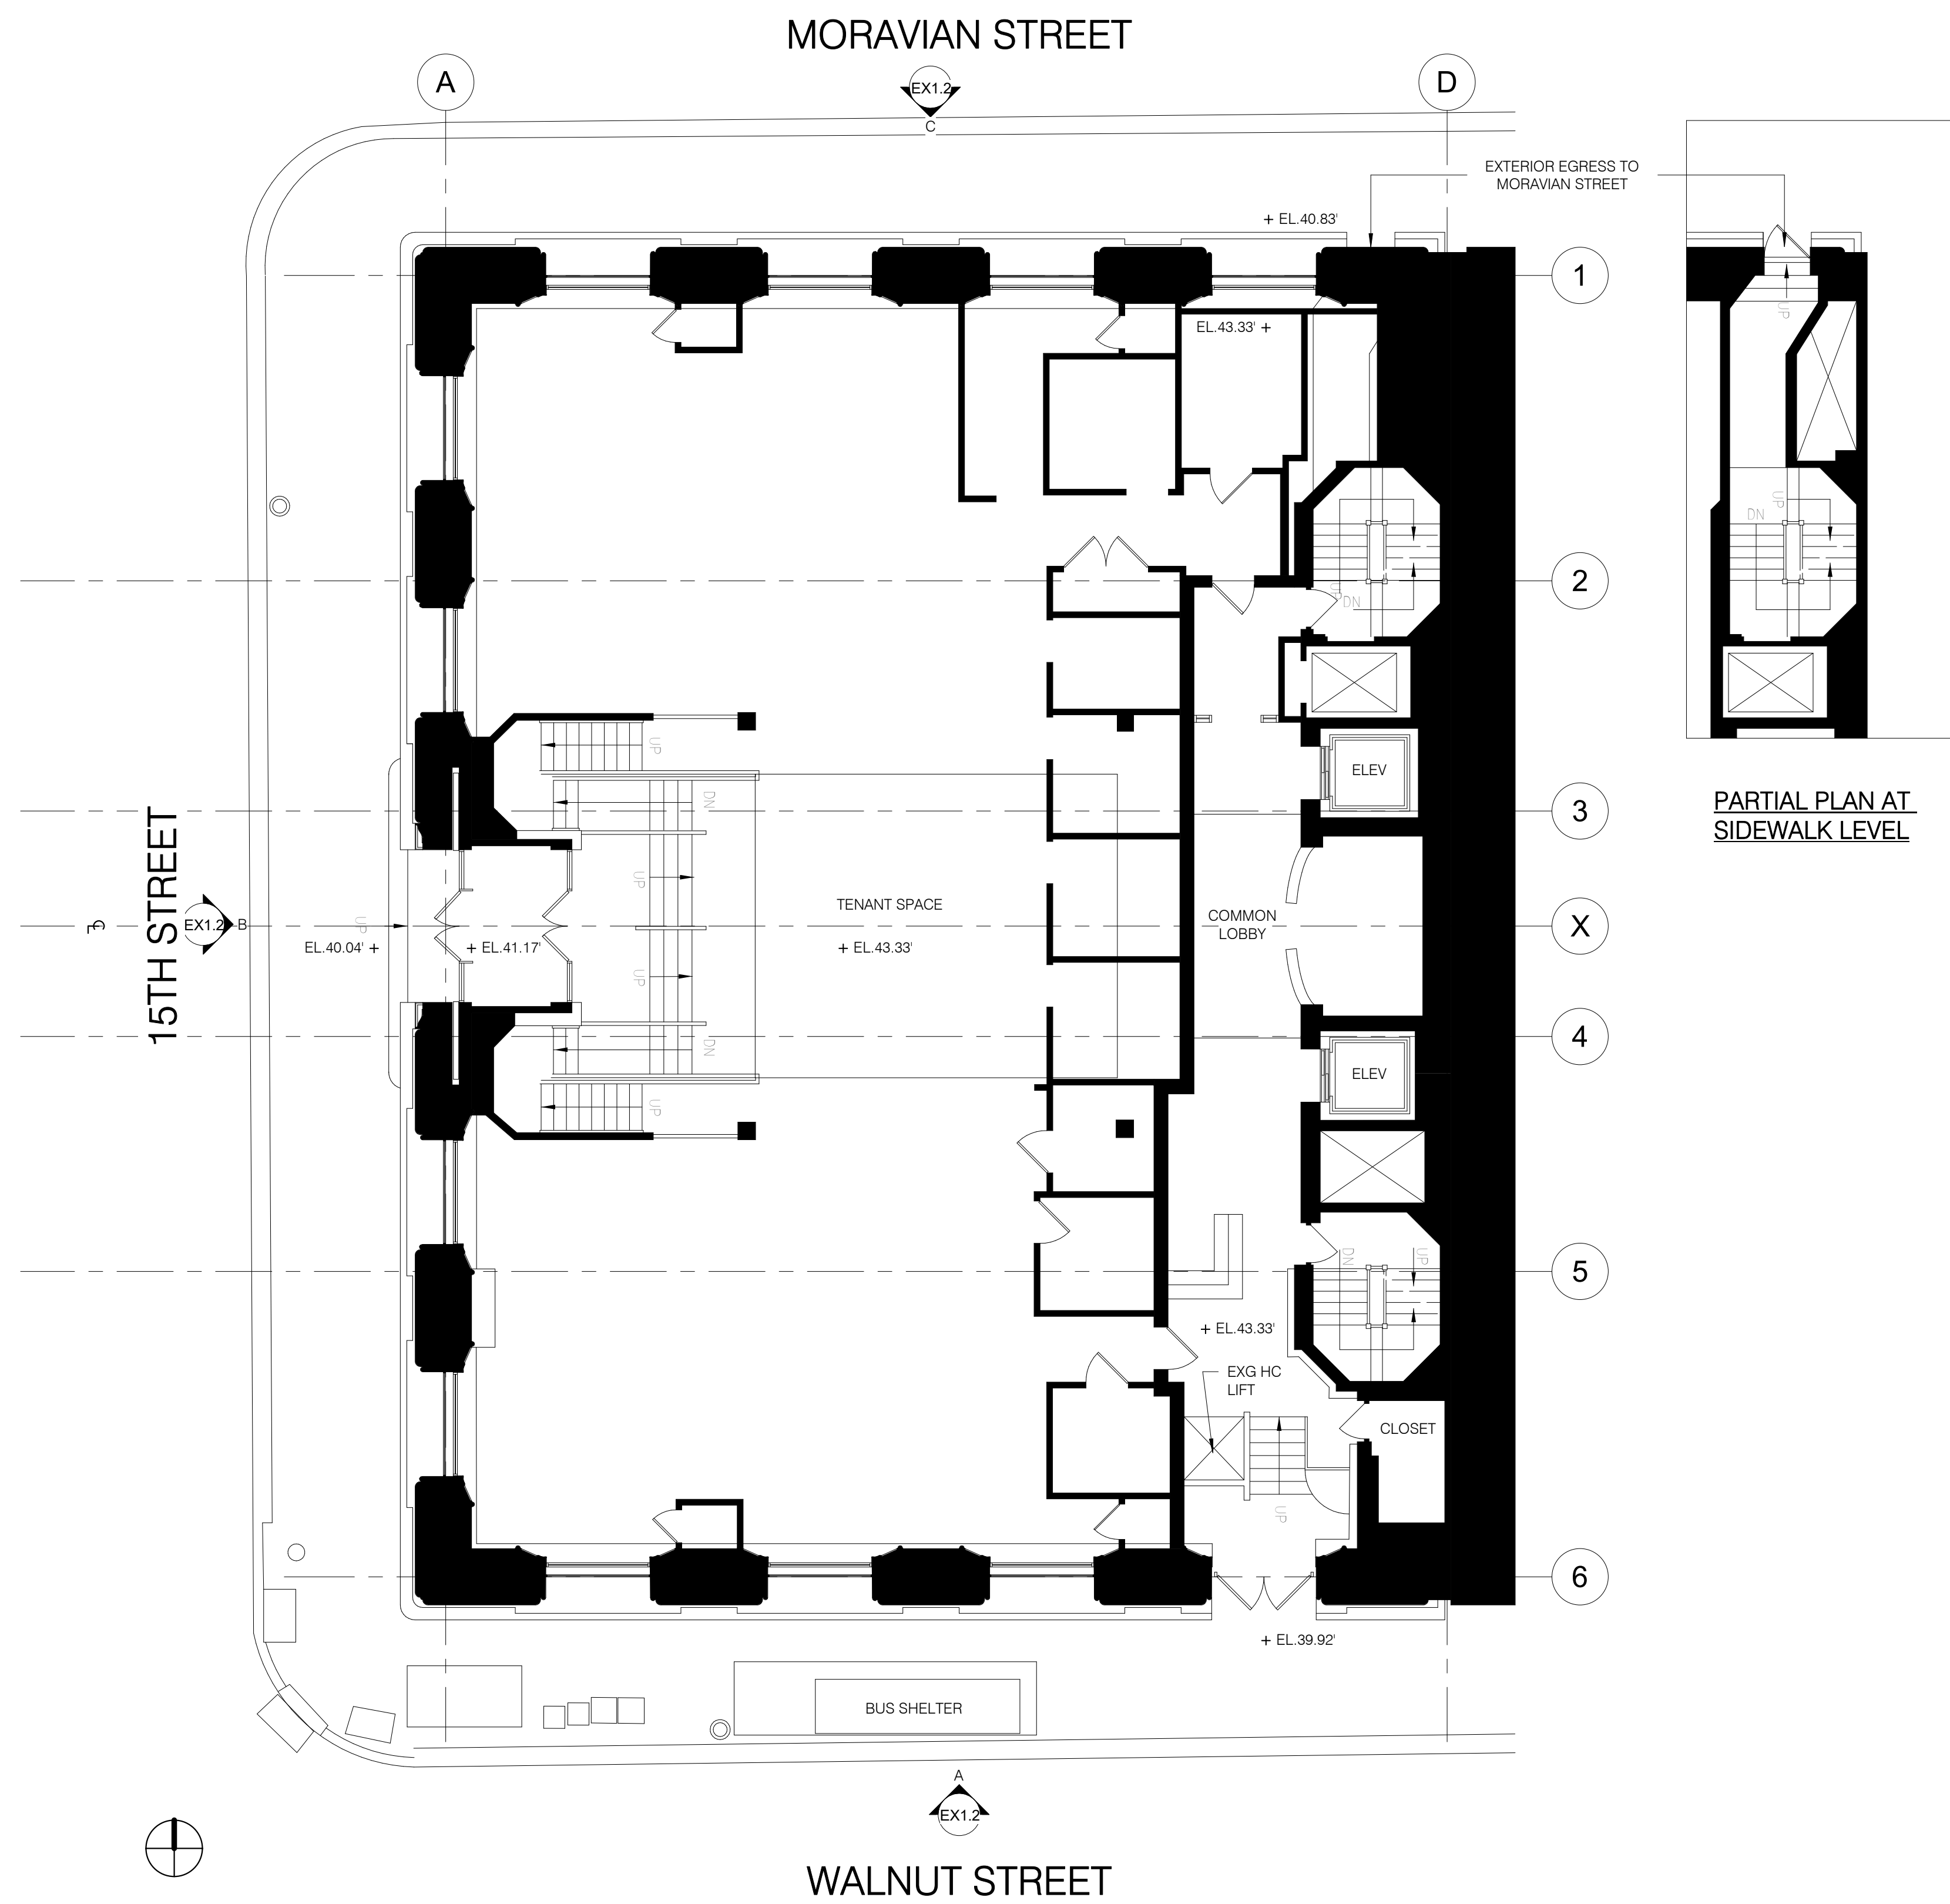 MORAVIAN STREET
A
D
EX1.2
C
EXTERIOR EGRESS TO
MORAVIAN STREET
+ EL.40.83'
1
EL.43.33' +
UP
UP
DN
2
UP
DN
UP
DN
ELEV
3
PARTIAL PLAN AT
SIDEWALK LEVEL
15TH STREET
UP
TENANT SPACE
COMMON
LOBBY
X
EX1.2
B
UP
EL.40.04' +
+ EL.41.17'
+ EL.43.33'
UP
DN
4
ELEV
UP
DN
UP
5
+ EL.43.33'
EXG HC
LIFT
CLOSET
UP
6
+ EL.39.92'
BUS SHELTER
A
EX1.2
WALNUT STREET